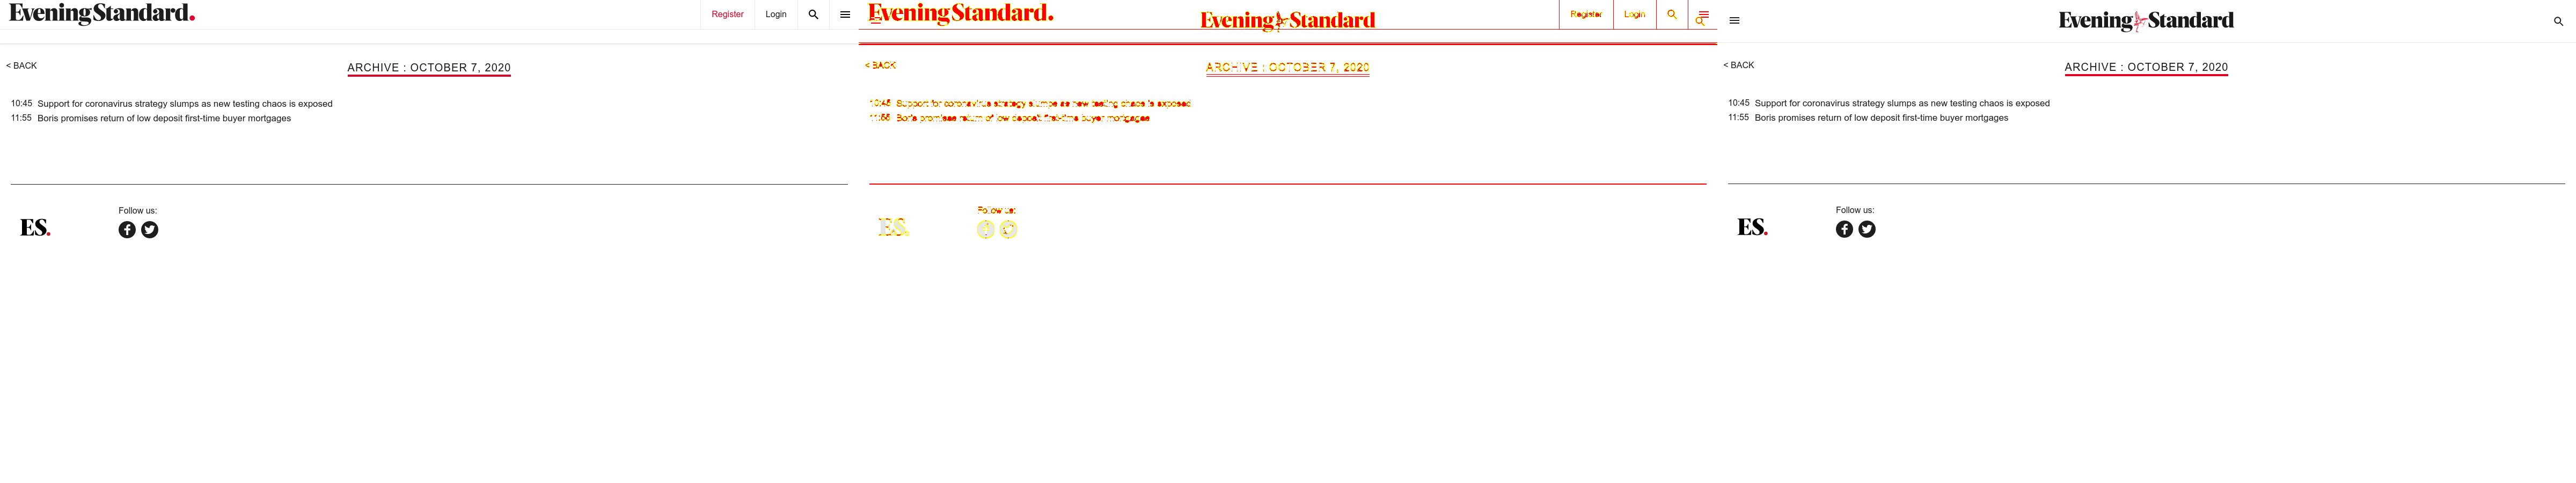 Evening Standard.
Register Login
< BACK
ARCHIVE : OCTOBER 7, 2020
10:45 Support for coronavirus strategy slumps as new testing chaos is exposed
11:55 Boris promises return of low deposit first-time buyer mortgages
Follow us:
ES.
Evening Standard.
Evening Standard
Register Login
< BACK
ARCHIVE : OCTOBER 7, 2020
10:45 Support for coronavirus strategy slumps as new testing chaos is exposed
11:55 Boris promises return of low deposit first-time buyer mortgages
Follow us:
ES.
Evening Standard
< BACK
ARCHIVE : OCTOBER 7, 2020
10:45 Support for coronavirus strategy slumps as new testing chaos is exposed
11:55 Boris promises return of low deposit first-time buyer mortgages
Follow us:
ES.